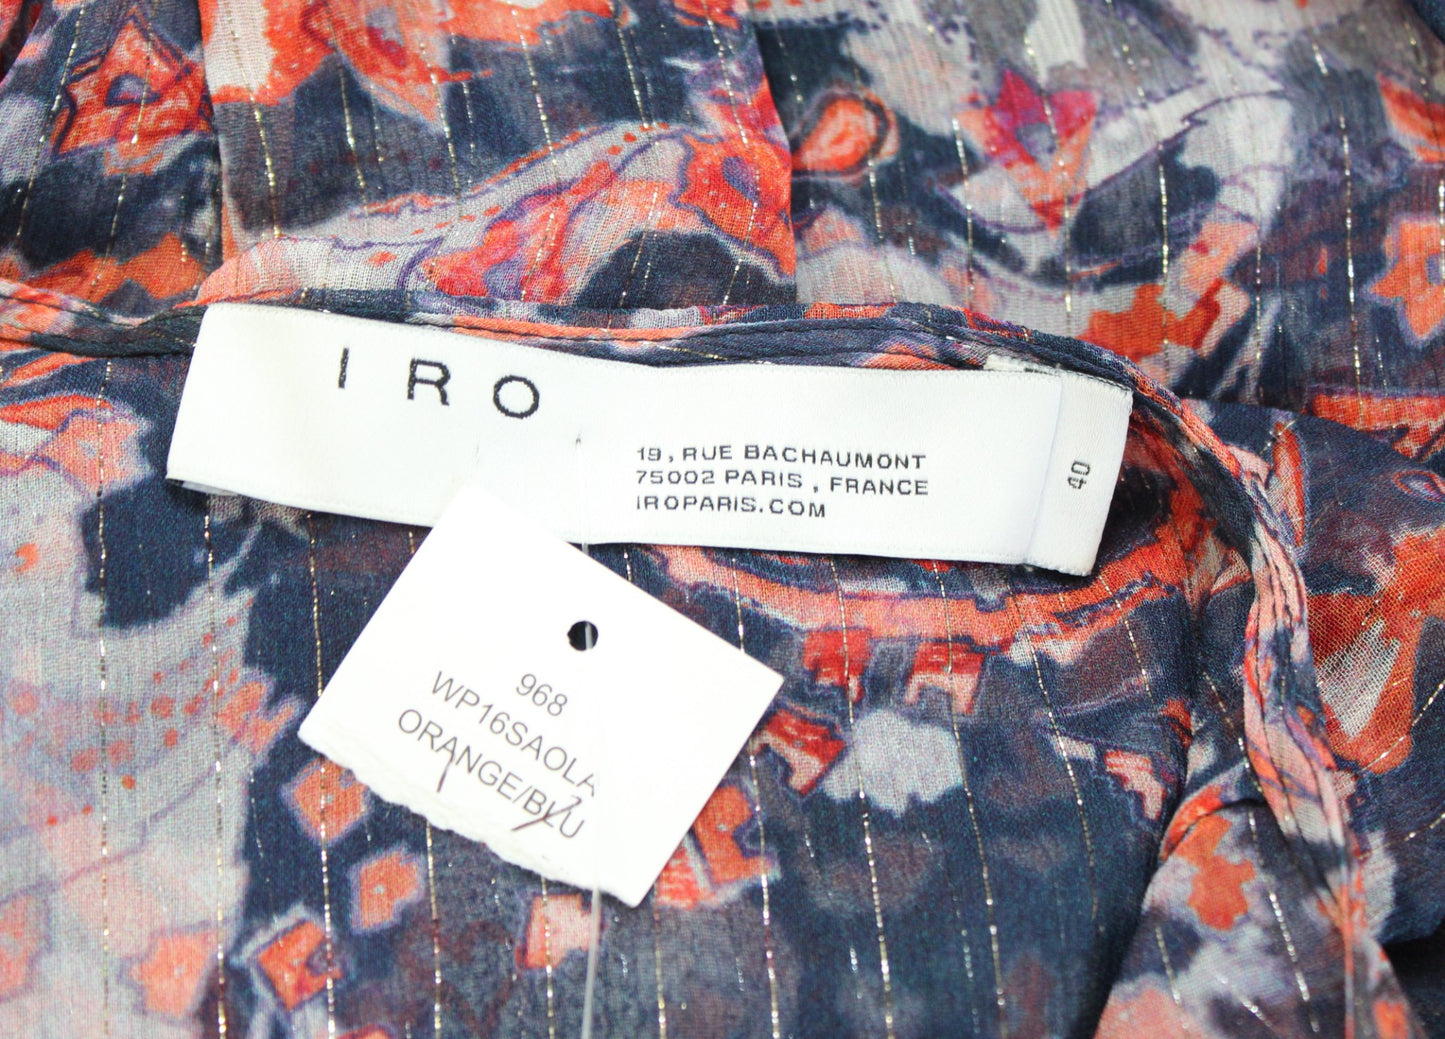 IRO
19, RUE BACHAUMONT
75002 PARIS, FRANCE
IROPARIS.COM
40
968
WP16SAOLA
ORANGE/BLU